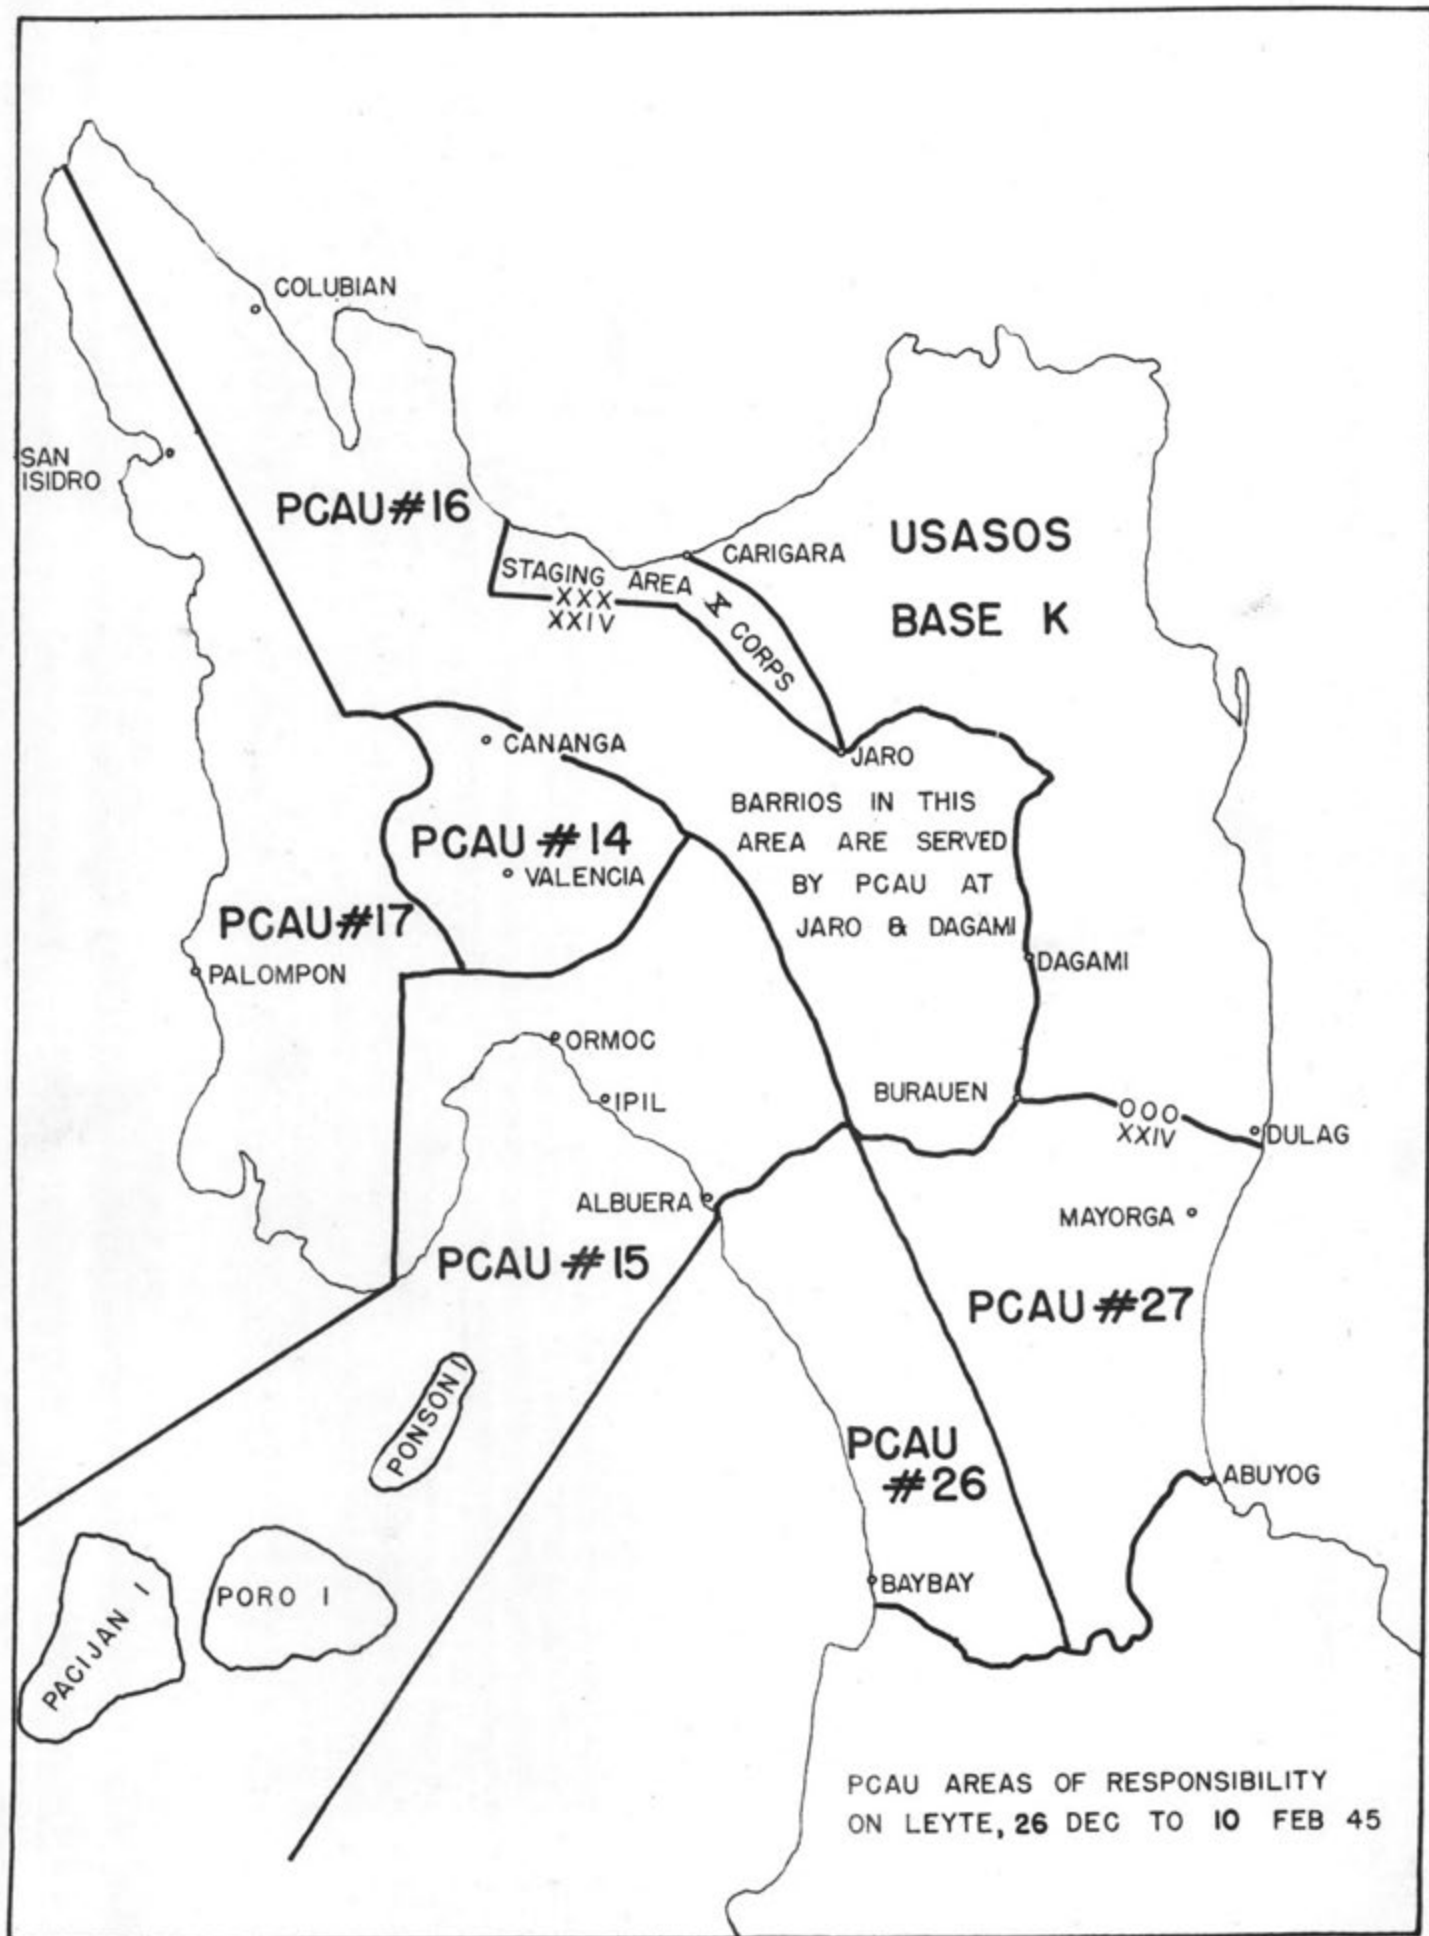 COLUBIAN
SAN
ISIDRO
PCAU#16
STAGING AREA X CORPS
XXX
XXIV
CARIGARA
USASOS
BASE K
CANANGA
JARO
BARRIOS IN THIS
AREA ARE SERVED
BY PCAU AT
JARO & DAGAMI
PCAU #14
VALENCIA
PCAU#17
PALOMPON
DAGAMI
ORMOC
IPIL
BURAUEN
OOO
XXIV
DULAG
ALBUERA
MAYORGA
PCAU #15
PCAU #27
PONSON I
PCAU
#26
ABUYOG
BAYBAY
PORO I
PACIJAN I
PCAU AREAS OF RESPONSIBILITY
ON LEYTE, 26 DEC TO 10 FEB 45